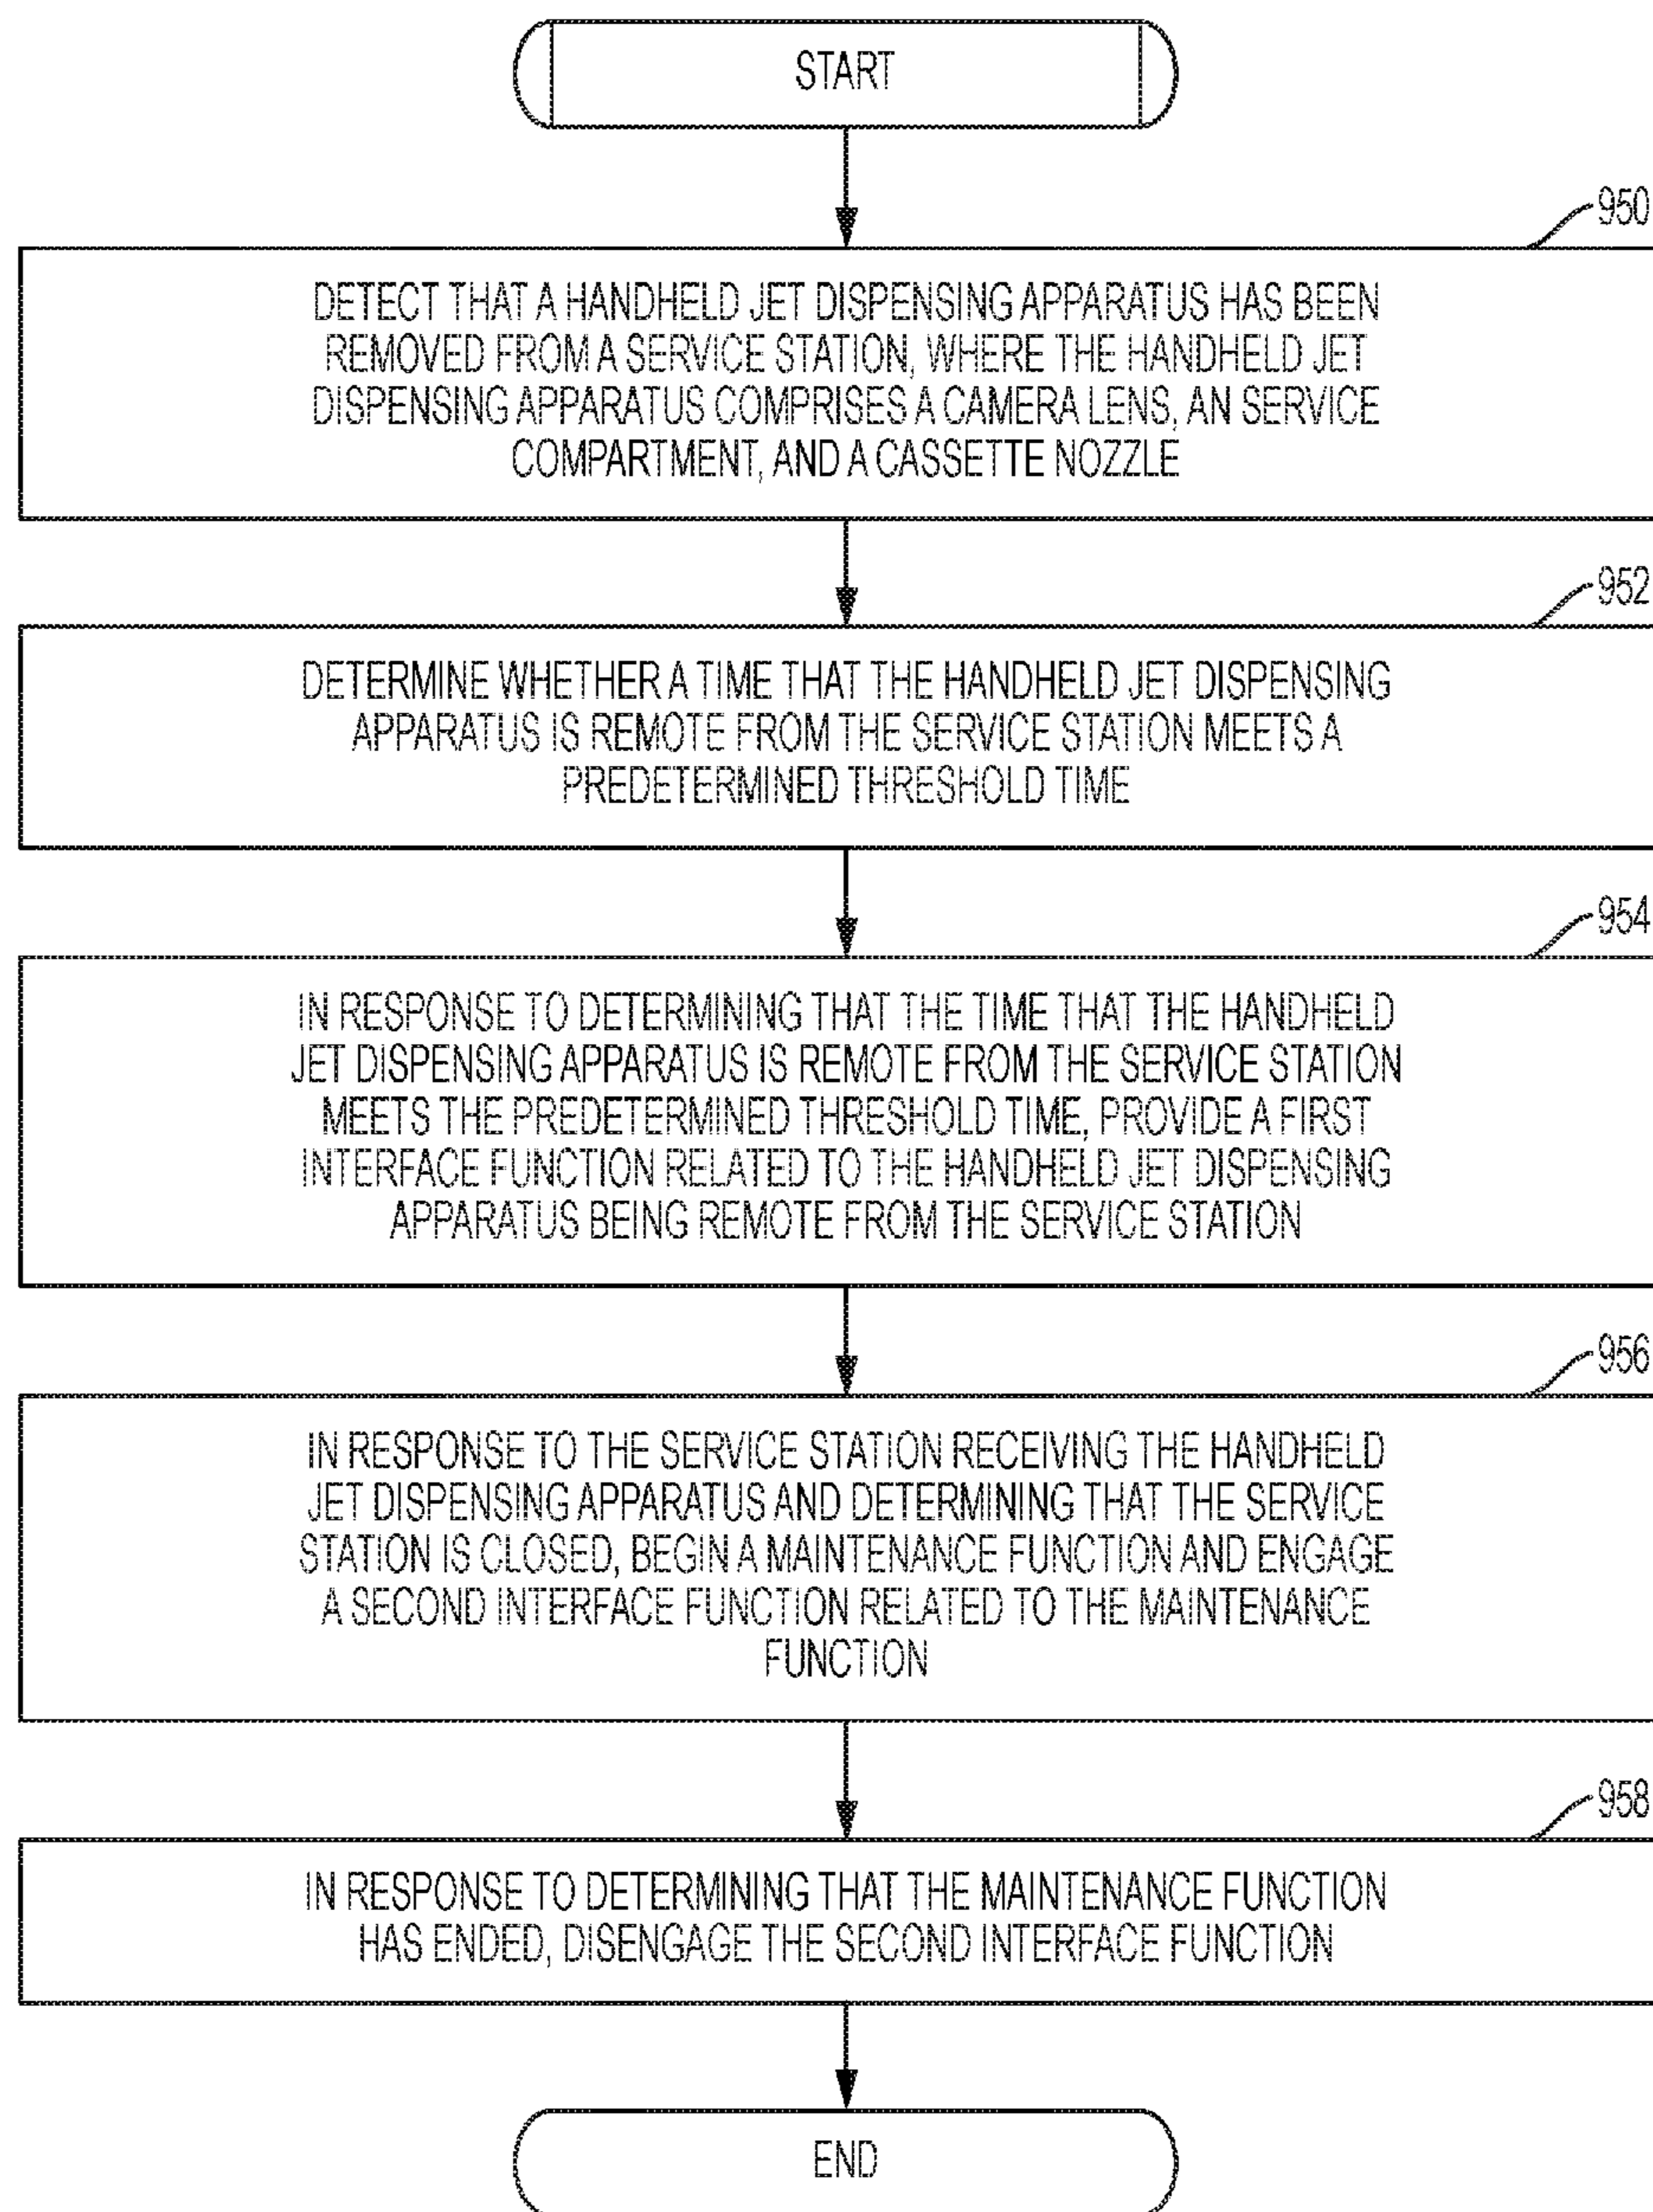 START
950
DETECT THAT A HANDHELD JET DISPENSING APPARATUS HAS BEEN
REMOVED FROM A SERVICE STATION, WHERE THE HANDHELD JET
DISPENSING APPARATUS COMPRISES A CAMERA LENS, AN SERVICE
COMPARTMENT, AND A CASSETTE NOZZLE
952
DETERMINE WHETHER A TIME THAT THE HANDHELD JET DISPENSING
APPARATUS IS REMOTE FROM THE SERVICE STATION MEETS A
PREDETERMINED THRESHOLD TIME
954
IN RESPONSE TO DETERMINING THAT THE TIME THAT THE HANDHELD
JET DISPENSING APPARATUS IS REMOTE FROM THE SERVICE STATION
MEETS THE PREDETERMINED THRESHOLD TIME, PROVIDE A FIRST
INTERFACE FUNCTION RELATED TO THE HANDHELD JET DISPENSING
APPARATUS BEING REMOTE FROM THE SERVICE STATION
956
IN RESPONSE TO THE SERVICE STATION RECEIVING THE HANDHELD
JET DISPENSING APPARATUS AND DETERMINING THAT THE SERVICE
STATION IS CLOSED, BEGIN A MAINTENANCE FUNCTION AND ENGAGE
A SECOND INTERFACE FUNCTION RELATED TO THE MAINTENANCE
FUNCTION
958
IN RESPONSE TO DETERMINING THAT THE MAINTENANCE FUNCTION
HAS ENDED, DISENGAGE THE SECOND INTERFACE FUNCTION
END